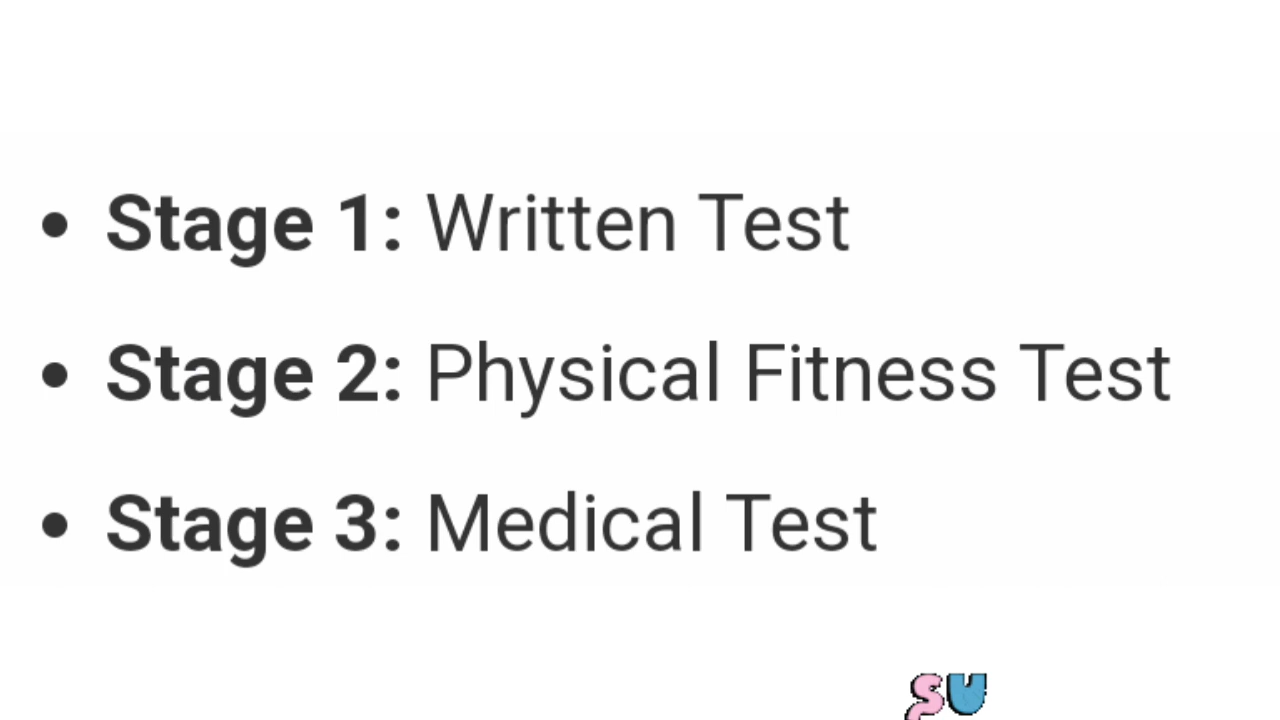 • Stage 1: Written Test
• Stage 2: Physical Fitness Test
• Stage 3: Medical Test
SU